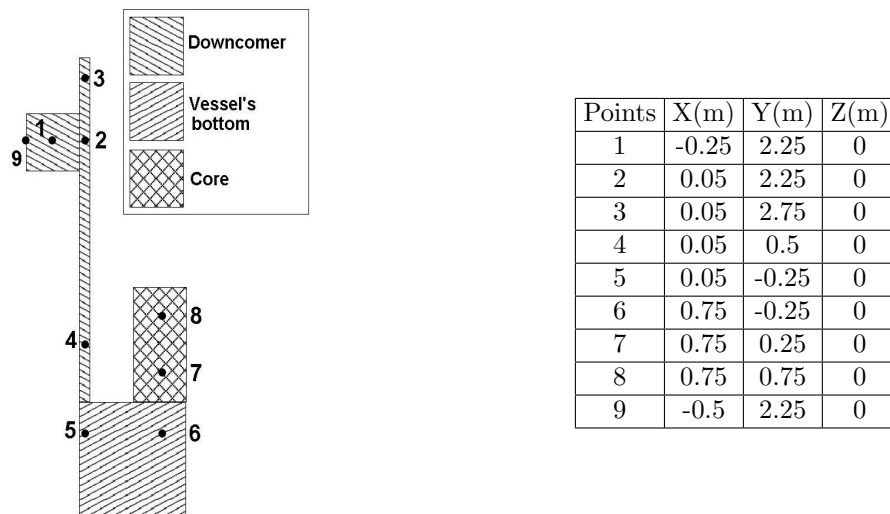 Downcomer
Vessel's
bottom
Core
3
1
2
9
8
4
7
5
6
Points X(m) Y(m) Z(m)
1 -0.25 2.25 0
2 0.05 2.25 0
3 0.05 2.75 0
4 0.05 0.5 0
5 0.05 -0.25 0
6 0.75 -0.25 0
7 0.75 0.25 0
8 0.75 0.75 0
9 -0.5 2.25 0